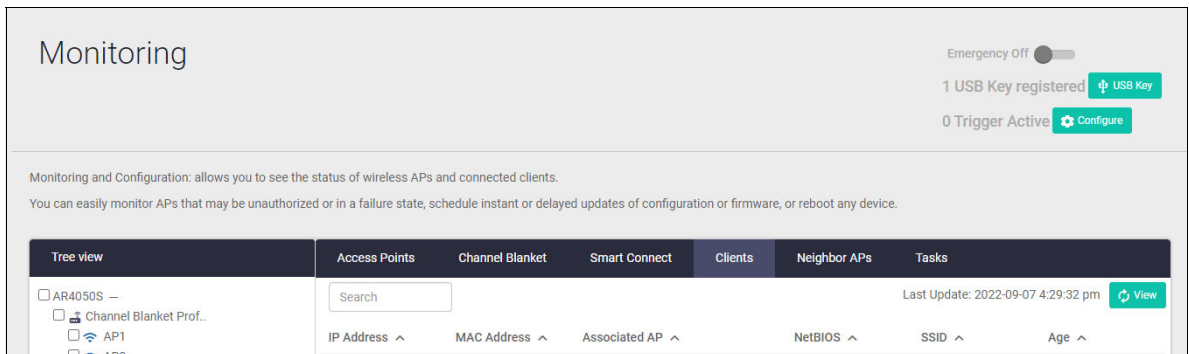 Monitoring
Emergency Off
1 USB Key registered USB Key
0 Trigger Active Configure
Monitoring and Configuration: allows you to see the status of wireless APs and connected clients.
You can easily monitor APs that may be unauthorized or in a failure state, schedule instant or delayed updates of configuration or firmware, or reboot any device.
Tree view Access Points Channel Blanket Smart Connect Clients Neighbor APs Tasks
AR4050S –
Search Last Update: 2022-09-07 4:29:32 pm View
Channel Blanket Prof..
AP1
IP Address MAC Address Associated AP NetBIOS SSID Age